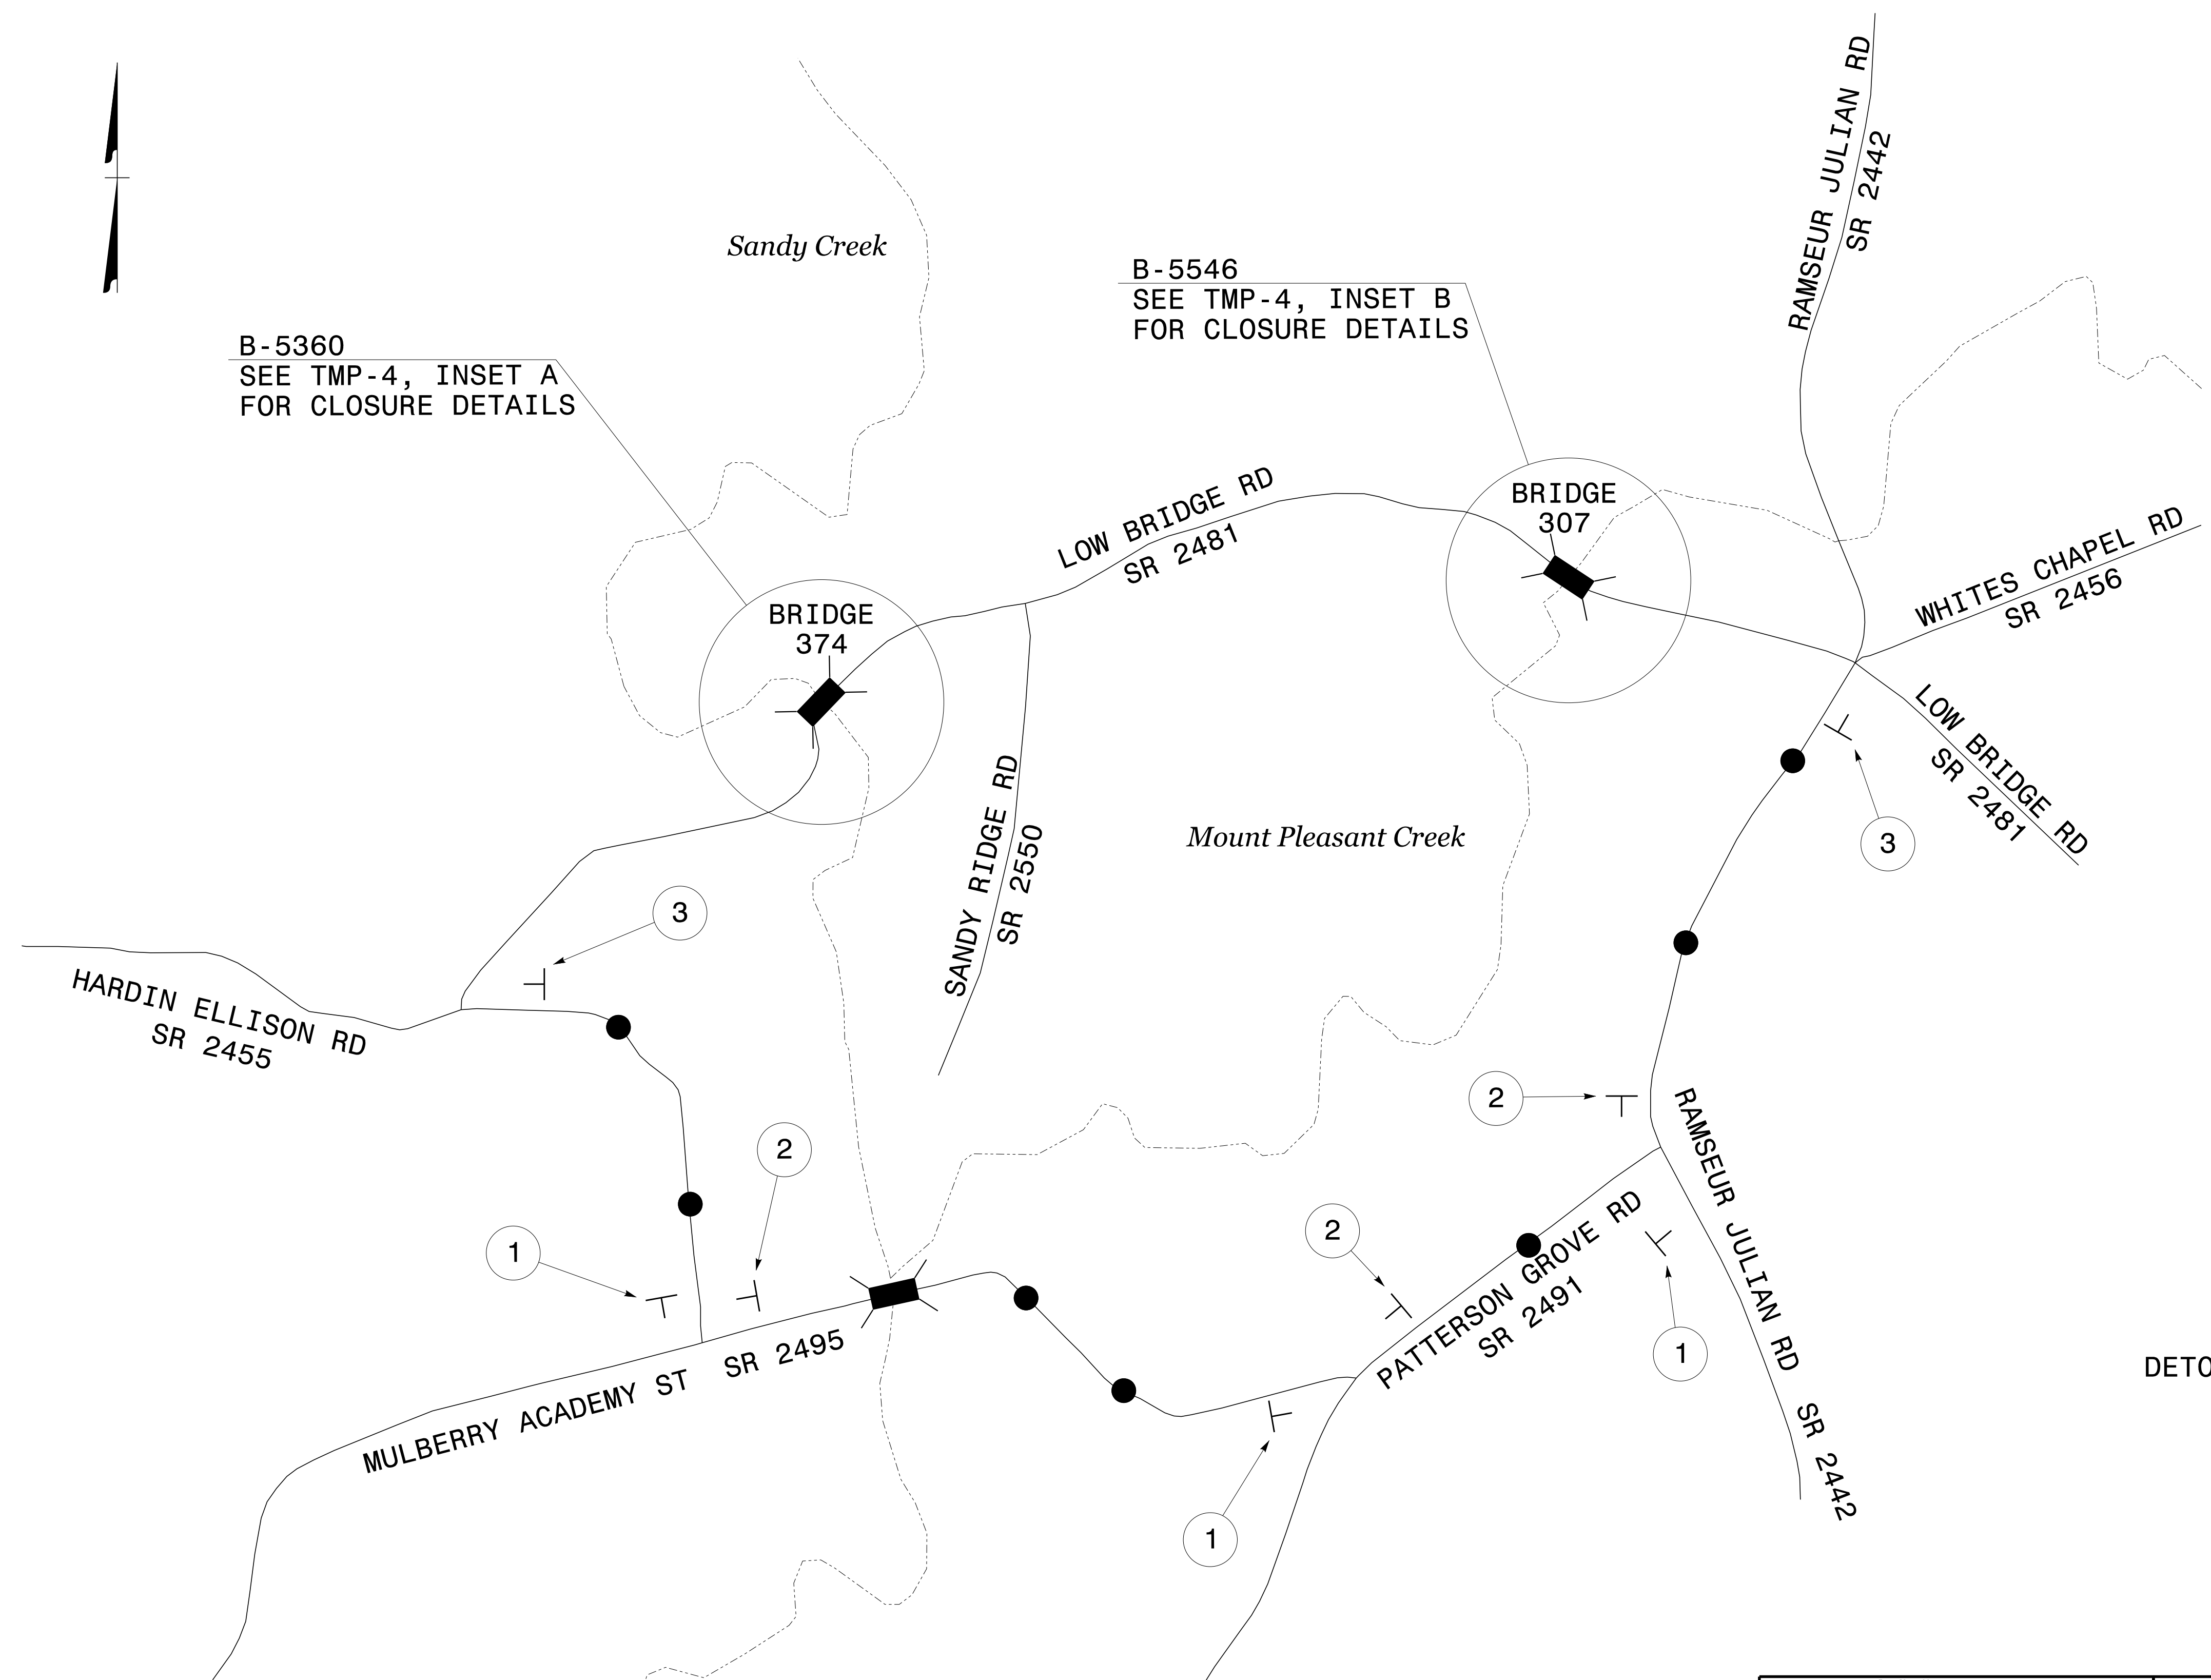 RAMSEUR JULIAN RD
SR 2442
Sandy Creek
B-5546
SEE TMP-4, INSET B
FOR CLOSURE DETAILS
B-5360
SEE TMP-4, INSET A
FOR CLOSURE DETAILS
LOW BRIDGE RD
SR 2481
BRIDGE
307
WHITES CHAPEL RD
SR 2456
BRIDGE
374
LOW BRIDGE RD
SR 2481
SANDY RIDGE RD
SR 2550
Mount Pleasant Creek
3
3
HARDIN ELLISON RD
SR 2455
2
2
1
2
RAMSEUR JULIAN RD SR 2442
PATTERSON GROVE RD
SR 2491
1
MULBERRY ACADEMY ST SR 2495
1
DETO